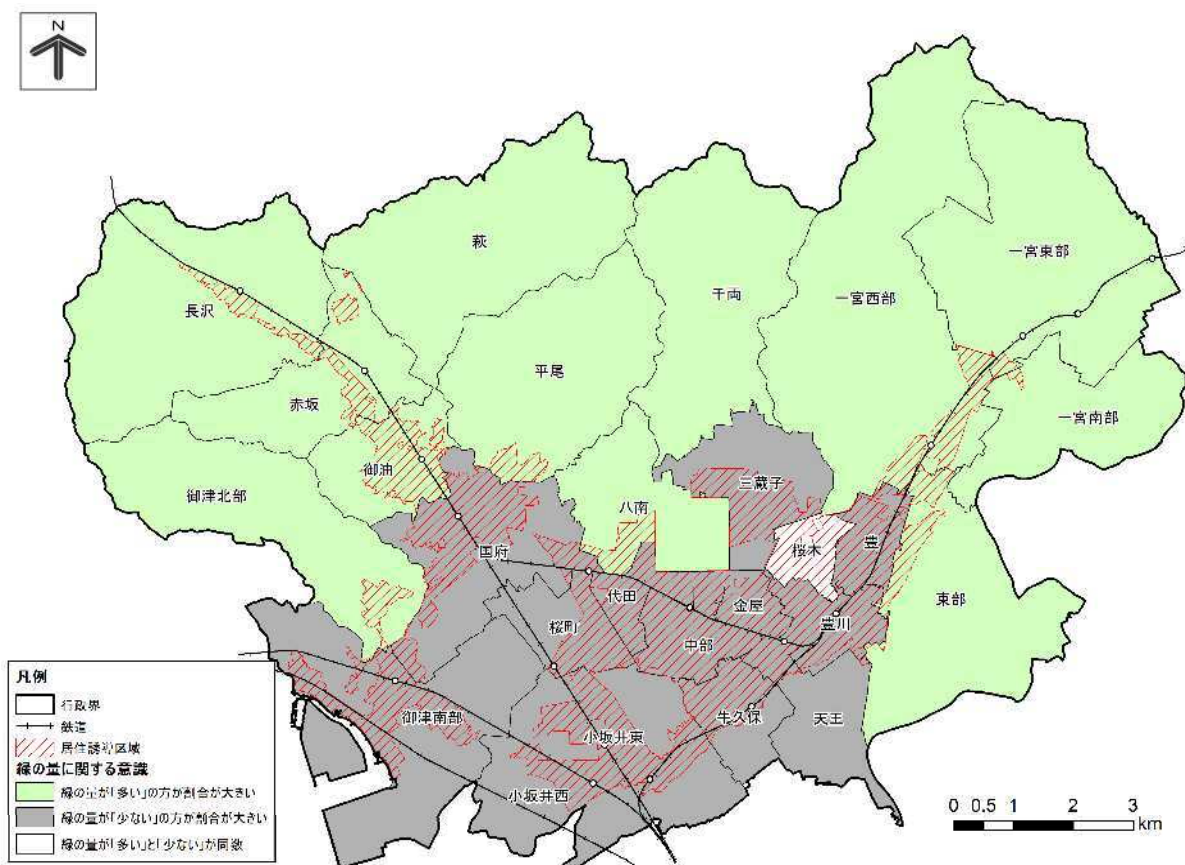 N
萩
一宮東部
千両
一宮西部
長沢
平尾
赤坂
一宮南部
御油
三蔵子
御津北部
八南
桜木
豊
国府
代田
金屋
東部
豊川
桜町
中部
御津南部
牛久保
天王
小坂井東
小坂井西
凡例
行政界
鉄道
居住誘導区域
緑の量に関する意識
緑の量が「多い」の方が割合が大きい
緑の量が「少ない」の方が割合が大きい
緑の量が「多い」と「少ない」が同数
0 0.5 1 2 3
km